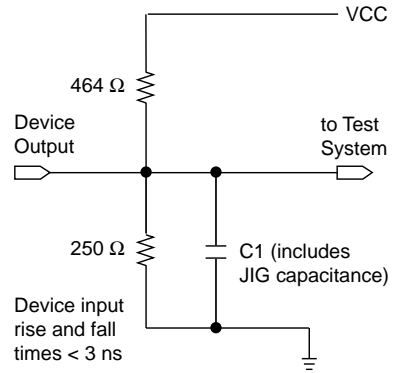 VCC
464 Ω
Device
Output
to Test
System
250 Ω
C1 (includes
JIG capacitance)
Device input
rise and fall
times < 3 ns